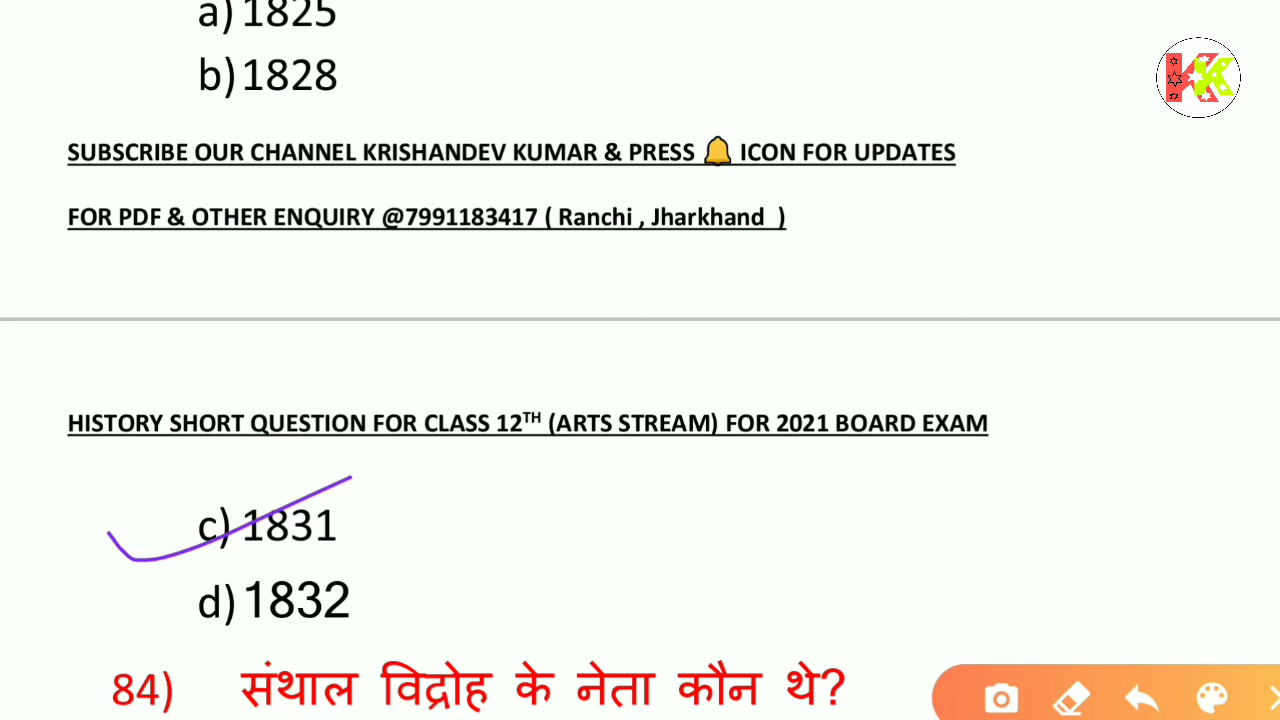 a) 1825
b) 1828
SUBSCRIBE OUR CHANNEL KRISHANDEV KUMAR & PRESS 🔔 ICON FOR UPDATES
FOR PDF & OTHER ENQUIRY @7991183417 ( Ranchi , Jharkhand )
HISTORY SHORT QUESTION FOR CLASS 12TH (ARTS STREAM) FOR 2021 BOARD EXAM
c) 1831
d) 1832
84) संथाल विद्रोह के नेता कौन थे?
KK